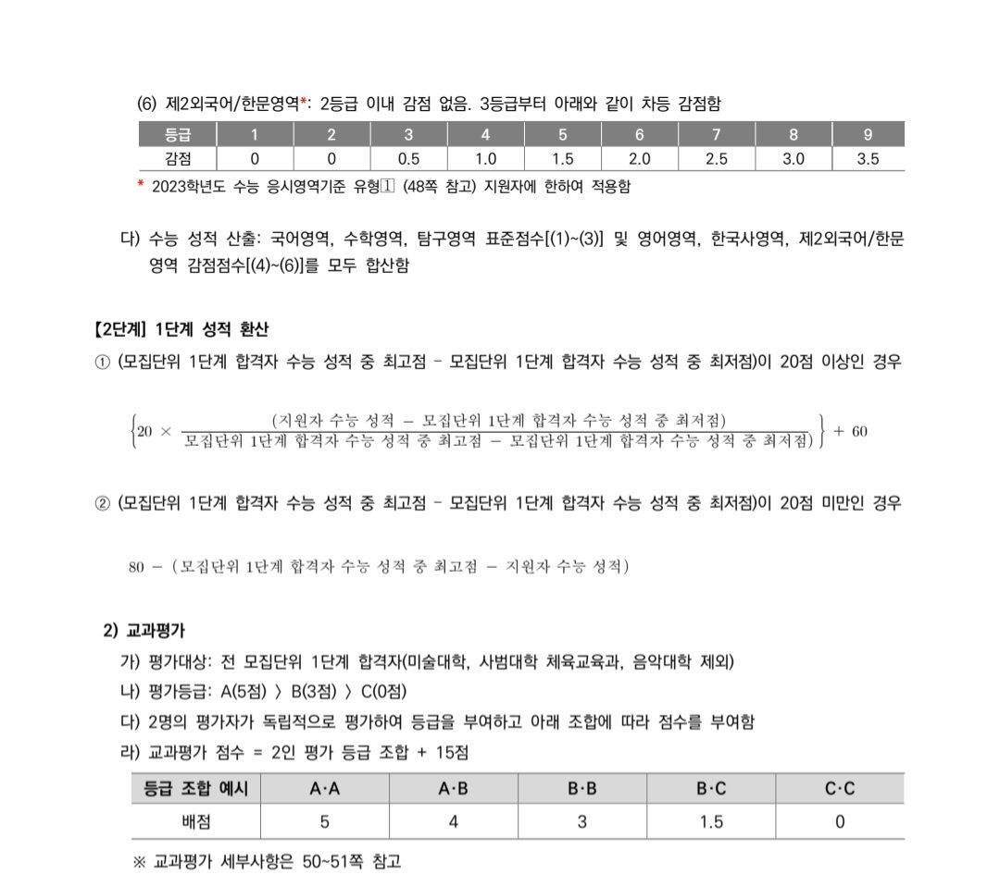 (6) 제2외국어/한문영역*: 2등급 이내 감점 없음. 3등급부터 아래와 같이 차등 감점함
등급 1 2 3 4 5 6 7 8 9
감점 0 0 0.5 1.0 1.5 2.0 2.5 3.0 3.5
* 2023학년도 수능 응시영역기준 유형1 (48쪽 참고) 지원자에 한하여 적용함
다) 수능 성적 산출: 국어영역, 수학영역, 탐구영역 표준점수[(1)~(3)] 및 영어영역, 한국사영역, 제2외국어/한문
영역 감점점수[(4)~(6)]를 모두 합산함
【2단계】 1단계 성적 환산
① (모집단위 1단계 합격자 수능 성적 중 최고점 - 모집단위 1단계 합격자 수능 성적 중 최저점)이 20점 이상인 경우
{20 × (지원자 수능 성적 - 모집단위 1단계 합격자 수능 성적 중 최저점) / 모집단위 1단계 합격자 수능 성적 중 최고점 - 모집단위 1단계 합격자 수능 성적 중 최저점)} + 60
② (모집단위 1단계 합격자 수능 성적 중 최고점 - 모집단위 1단계 합격자 수능 성적 중 최저점)이 20점 미만인 경우
80 - (모집단위 1단계 합격자 수능 성적 중 최고점 - 지원자 수능 성적)
2) 교과평가
가) 평가대상: 전 모집단위 1단계 합격자(미술대학, 사범대학 체육교육과, 음악대학 제외)
나) 평가등급: A(5점) 〉 B(3점) 〉 C(0점)
다) 2명의 평가자가 독립적으로 평가하여 등급을 부여하고 아래 조합에 따라 점수를 부여함
라) 교과평가 점수 = 2인 평가 등급 조합 + 15점
등급 조합 예시 A·A A·B B·B B·C C·C
배점 5 4 3 1.5 0
※ 교과평가 세부사항은 50~51쪽 참고